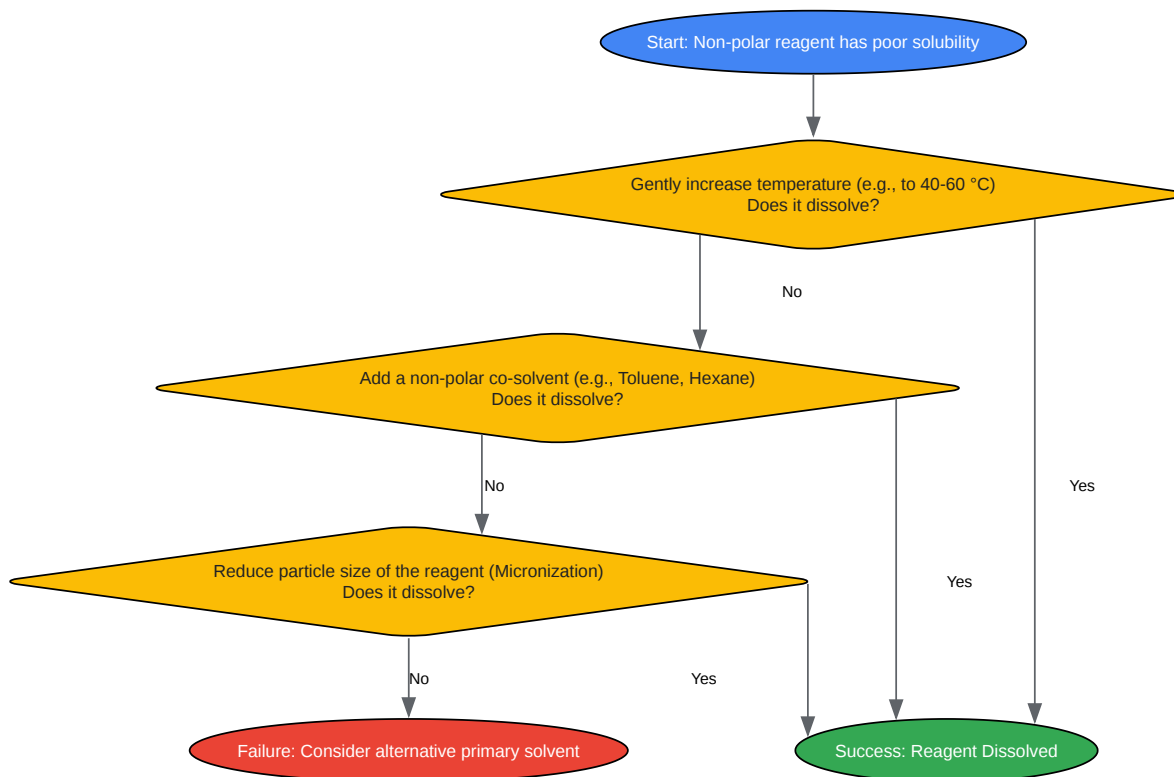 Start: Non-polar reagent has poor solubility
Gently increase temperature (e.g., to 40-60 °C)
Does it dissolve?
No
Add a non-polar co-solvent (e.g., Toluene, Hexane)
Does it dissolve?
No
Yes
Reduce particle size of the reagent (Micronization)
Does it dissolve?
Yes
No
Yes
Failure: Consider alternative primary solvent
Success: Reagent Dissolved